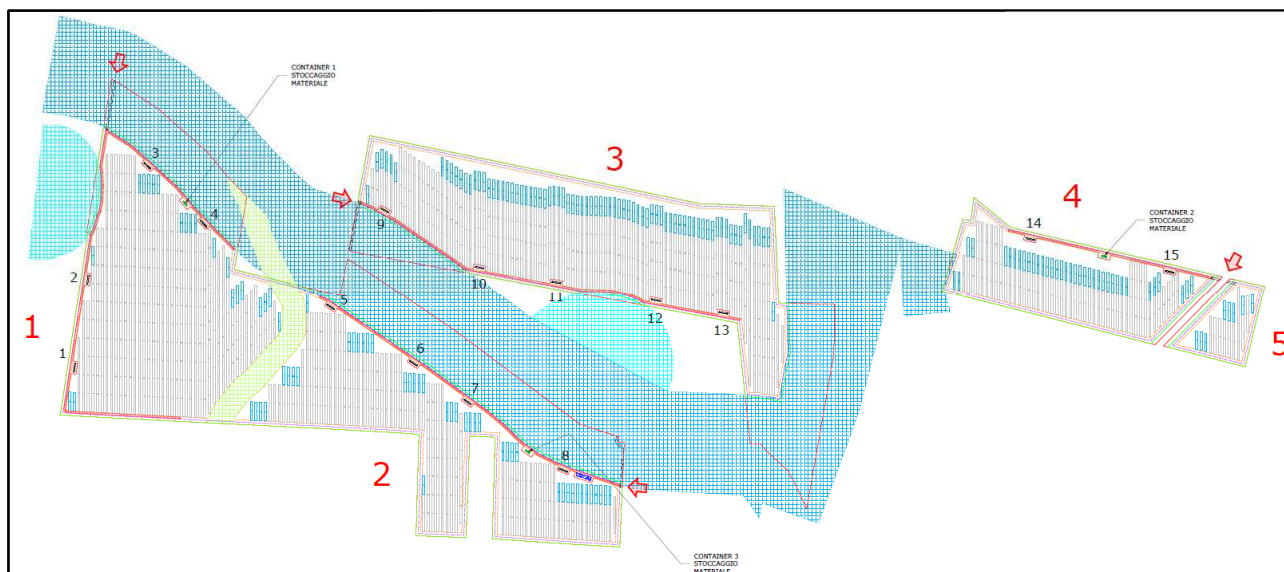 CONTAINER 1
STOCCAGGIO
MATERIALE
3
4
2
1
1
3
9
10
11
12
13
4
14
15
CONTAINER 2
STOCCAGGIO
MATERIALE
5
5
6
7
8
2
CONTAINER 3
STOCCAGGIO
MATERIALE